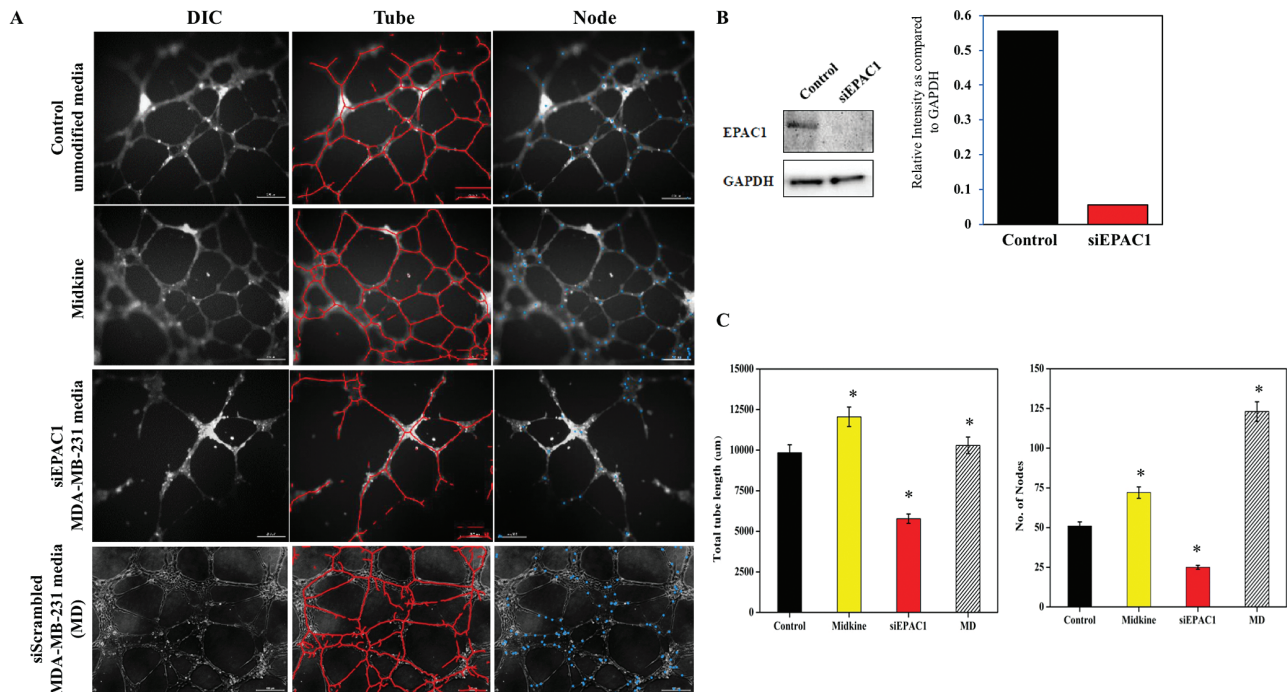 A
DIC
Tube
Node
Control
unmodified media
Midkine
siEPAC1
MDA-MB-231 media
siScrambled
MDA-MB-231 media
(MD)
B
Control
siEPAC1
EPAC1
GAPDH
Relative Intensity as compared
to GAPDH
0.6
0.5
0.4
0.3
0.2
0.1
0
Control
siEPAC1
C
Total tube length (um)
15000
12500
10000
7500
5000
2500
0
*
*
*
Control
Midkine
siEPAC1
MD
No. of Nodes
150
125
100
75
50
25
0
*
*
*
Control
Midkine
siEPAC1
MD